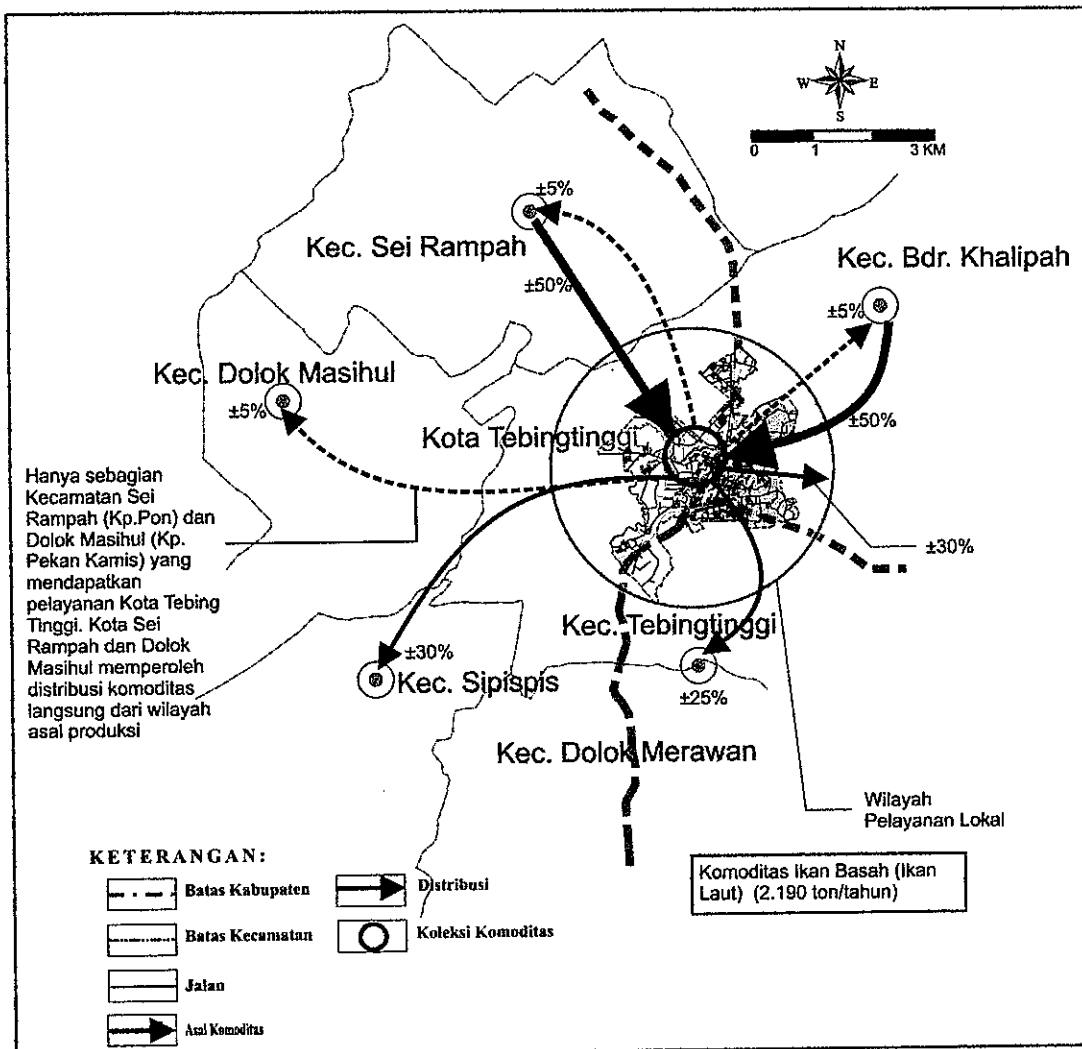 N
W E
S
0 1 3 KM
±5%
Kec. Sei Rampah
±50%
Kec. Bdr. Khalipah
±5%
Kec. Dolok Masihul
±5%
Kota Tebingtinggi
±50%
Hanya sebagian
Kecamatan Sei
Rampah (Kp.Pon) dan
Dolok Masihul (Kp.
Pekan Kamis) yang
mendapatkan
pelayanan Kota Tebing
Tinggi. Kota Sei
Rampah dan Dolok
Masihul memperoleh
distribusi komoditas
langsung dari wilayah
asal produksi
±30%
Kec. Tebingtinggi
±30%
Kec. Sipispis
±25%
Kec. Dolok Merawan
Wilayah
Pelayanan Lokal
KETERANGAN:
Batas Kabupaten
Distribusi
Batas Kecamatan
Koleksi Komoditas
Jalan
Asal Komoditas
Komoditas Ikan Basah (Ikan
Laut) (2.190 ton/tahun)